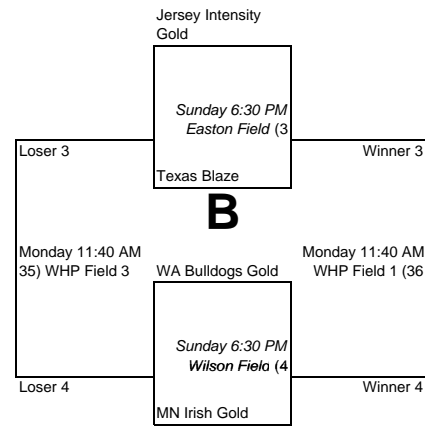 Jersey Intensity
Gold
Sunday 6:30 PM
Easton Field (3
Loser 3
Winner 3
Texas Blaze
B
Monday 11:40 AM
35) WHP Field 3
Monday 11:40 AM
WHP Field 1 (36
WA Bulldogs Gold
Sunday 6:30 PM
Wilson Field (4
Loser 4
Winner 4
MN Irish Gold